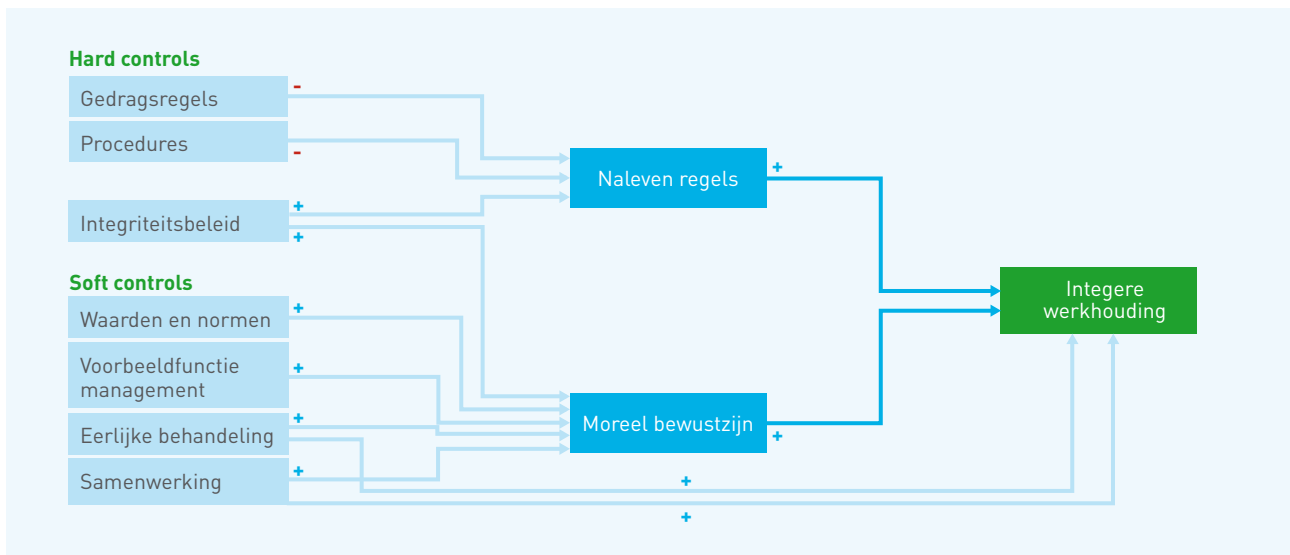 Hard controls
Gedragsregels
-
Procedures
-
Naleven regels
+
Integriteitsbeleid
+
+
Soft controls
Integere
werkhouding
Waarden en normen
+
Voorbeeldfunctie
management
+
Eerlijke behandeling
+
Moreel bewustzijn
+
Samenwerking
+
+
+